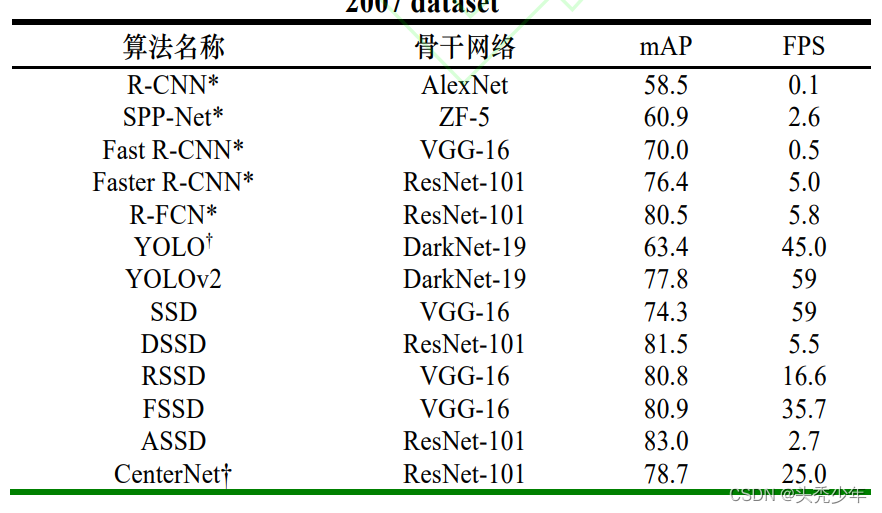 2007 dataset
算法名称 骨干网络 mAP FPS
R-CNN* AlexNet 58.5 0.1
SPP-Net* ZF-5 60.9 2.6
Fast R-CNN* VGG-16 70.0 0.5
Faster R-CNN* ResNet-101 76.4 5.0
R-FCN* ResNet-101 80.5 5.8
YOLO† DarkNet-19 63.4 45.0
YOLOv2 DarkNet-19 77.8 59
SSD VGG-16 74.3 59
DSSD ResNet-101 81.5 5.5
RSSD VGG-16 80.8 16.6
FSSD VGG-16 80.9 35.7
ASSD ResNet-101 83.0 2.7
CenterNet† ResNet-101 78.7 25.0
CSDN @头秃少年